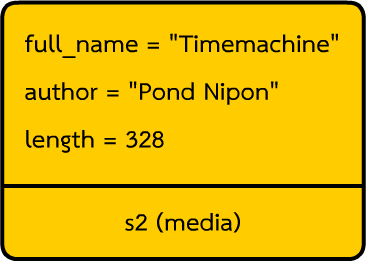 full_name = "Timemachine"
author = "Pond Nipon"
length = 328
s2 (media)